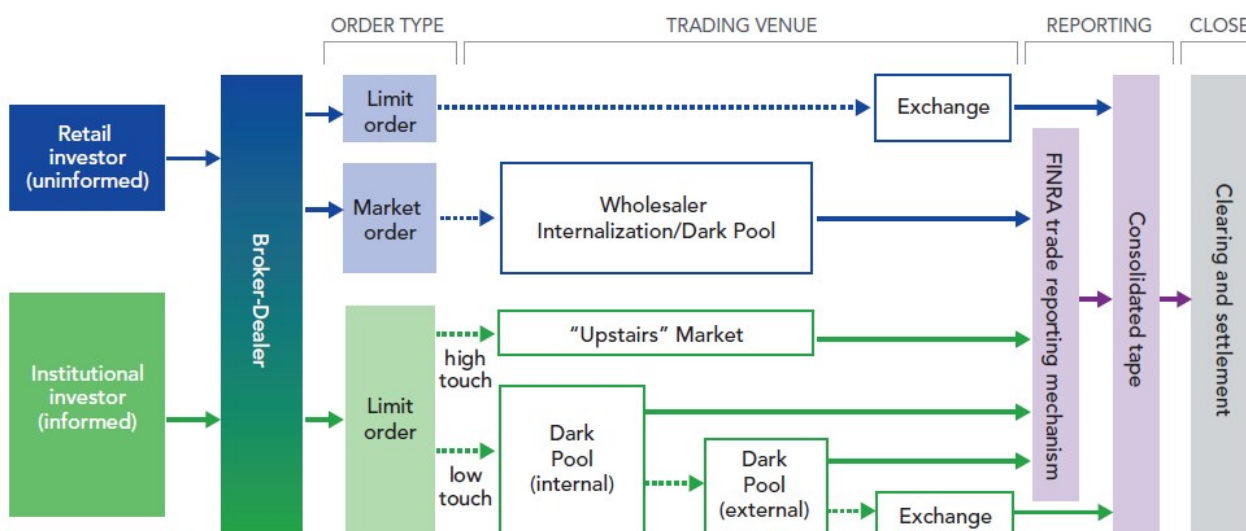 ORDER TYPE
TRADING VENUE
REPORTING
CLOSE
Retail
investor
(uninformed)
Institutional
investor
(informed)
Broker-Dealer
Limit
order
Exchange
Market
order
Wholesaler
Internalization/Dark Pool
Limit
order
high
touch
"Upstairs" Market
low
touch
Dark
Pool
(internal)
Dark
Pool
(external)
Exchange
FINRA trade reporting mechanism
Consolidated tape
Clearing and settlement